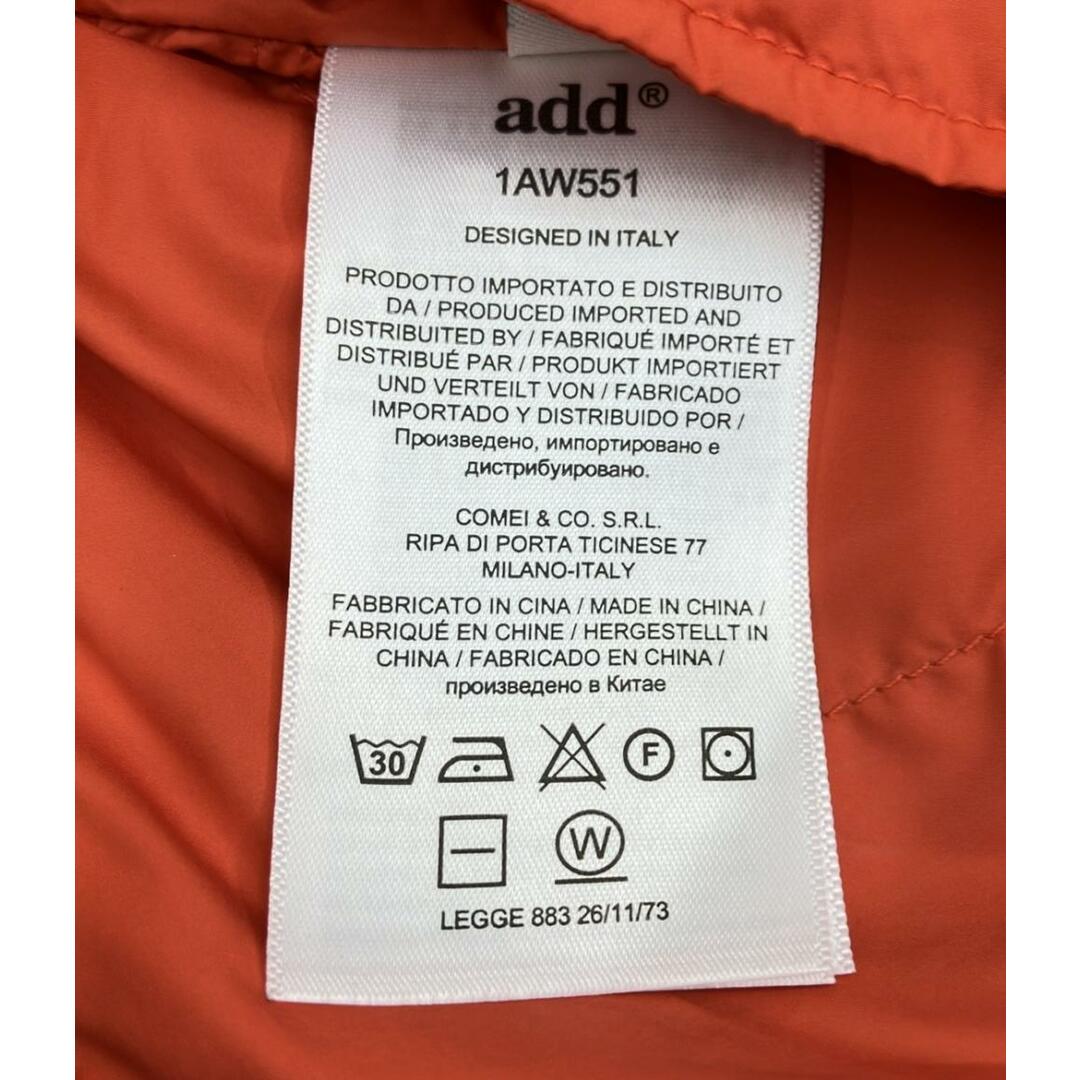 add®
1AW551
DESIGNED IN ITALY
PRODOTTO IMPORTATO E DISTRIBUITO
DA / PRODUCED IMPORTED AND
DISTRIBUTED BY / FABRIQUÉ IMPORTÉ ET
DISTRIBUÉ PAR / PRODUKT IMPORTIERT
UND VERTEILT VON / FABRICADO
IMPORTADO Y DISTRIBUIDO POR /
Произведено, импортировано е
дистрибуировано.
COMEI & CO. S.R.L.
RIPA DI PORTA TICINESE 77
MILANO-ITALY
FABBRICATO IN CINA / MADE IN CHINA /
FABRIQUÉ EN CHINE / HERGESTELLT IN
CHINA / FABRICADO EN CHINA /
произведено в Китае
30 F
W
LEGGE 883 26/11/73